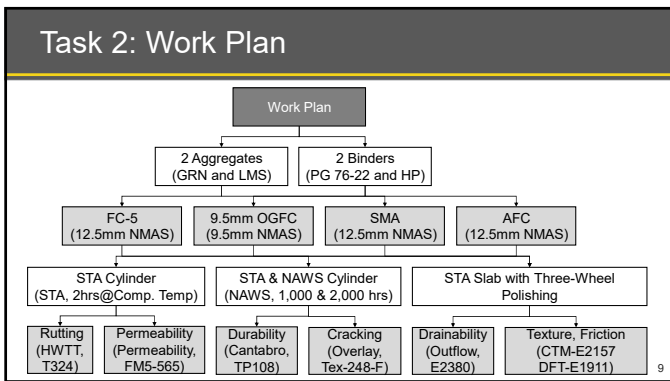 Task 2: Work Plan
Work Plan
2 Aggregates
(GRN and LMS)
2 Binders
(PG 76-22 and HP)
FC-5
(12.5mm NMAS)
9.5mm OGFC
(9.5mm NMAS)
SMA
(12.5mm NMAS)
AFC
(12.5mm NMAS)
STA Cylinder
(STA, 2hrs@Comp. Temp)
STA & NAWS Cylinder
(NAWS, 1,000 & 2,000 hrs)
STA Slab with Three-Wheel
Polishing
Rutting
(HWTT,
T324)
Permeability
(Permeability,
FM5-565)
Durability
(Cantabro,
TP108)
Cracking
(Overlay,
Tex-248-F)
Drainability
(Outflow,
E2380)
Texture, Friction
(CTM-E2157
DFT-E1911)
9